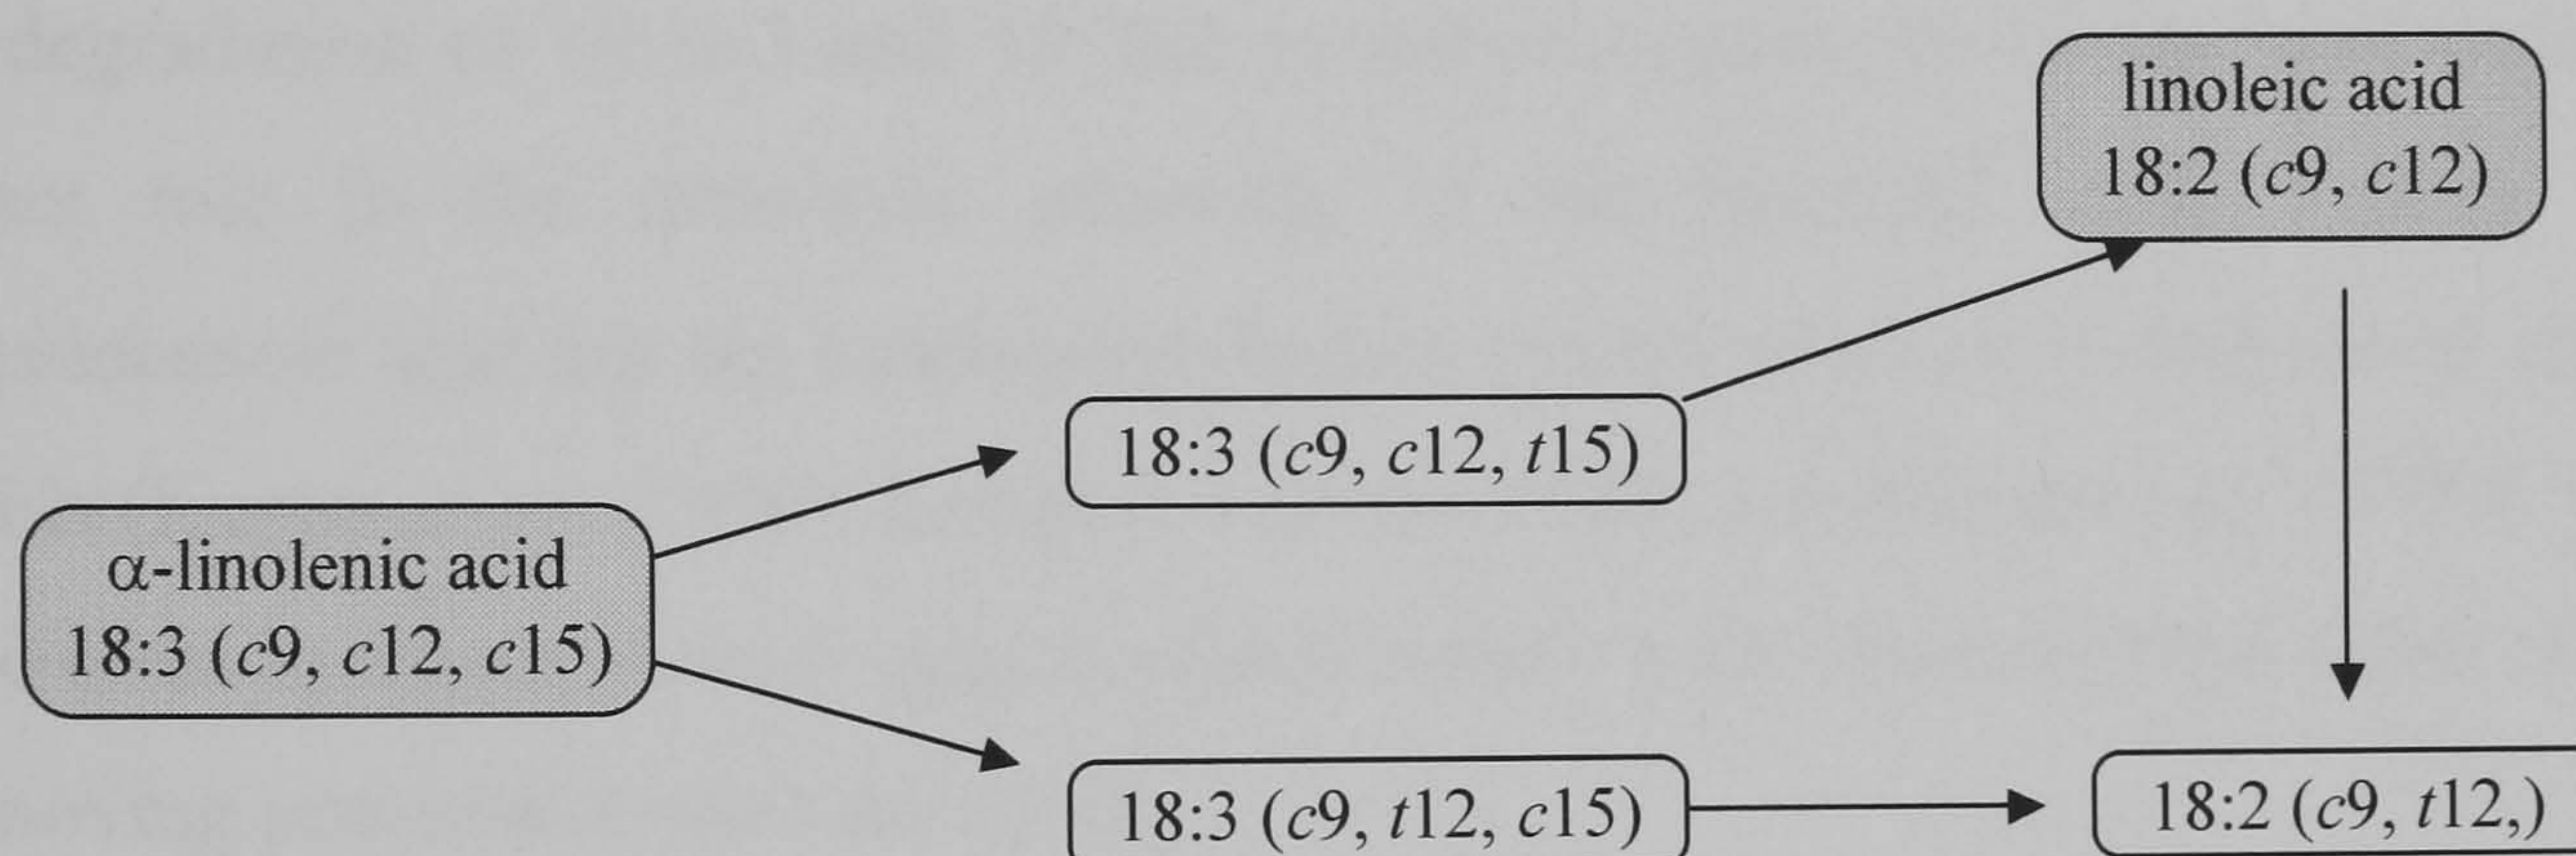 linoleic acid
18:2 (c9, c12)
18:3 (c9, c12, t15)
α-linolenic acid
18:3 (c9, c12, c15)
18:3 (c9, t12, c15)
18:2 (c9, t12,)